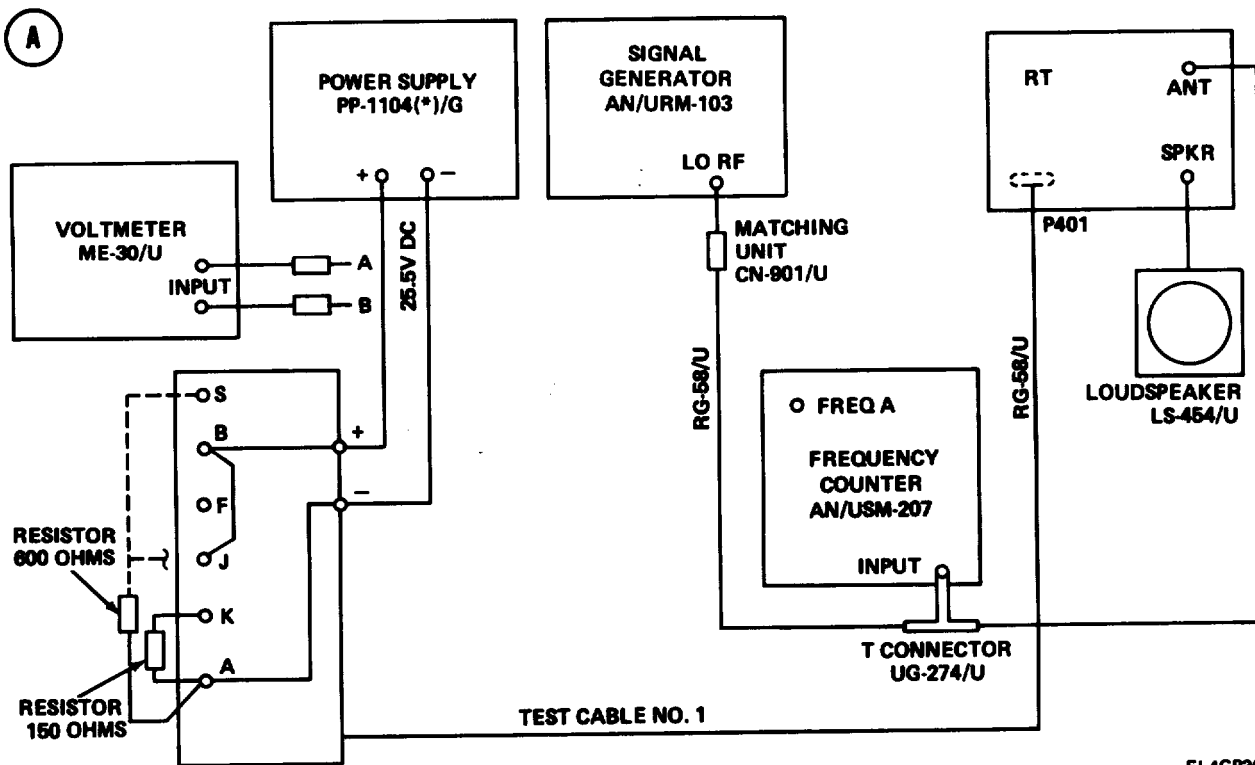 A
POWER SUPPLY
PP-1104(*)/G
+
−
SIGNAL
GENERATOR
AN/URM-103
LO RF
RT
ANT
SPKR
P401
VOLTMETER
ME-30/U
INPUT
A
B
25.5V DC
MATCHING
UNIT
CN-901/U
RG-58/U
RG-58/U
LOUDSPEAKER
LS-454/U
FREQ A
FREQUENCY
COUNTER
AN/USM-207
INPUT
T CONNECTOR
UG-274/U
S
B
+
−
F
J
K
A
RESISTOR
600 OHMS
RESISTOR
150 OHMS
TEST CABLE NO. 1